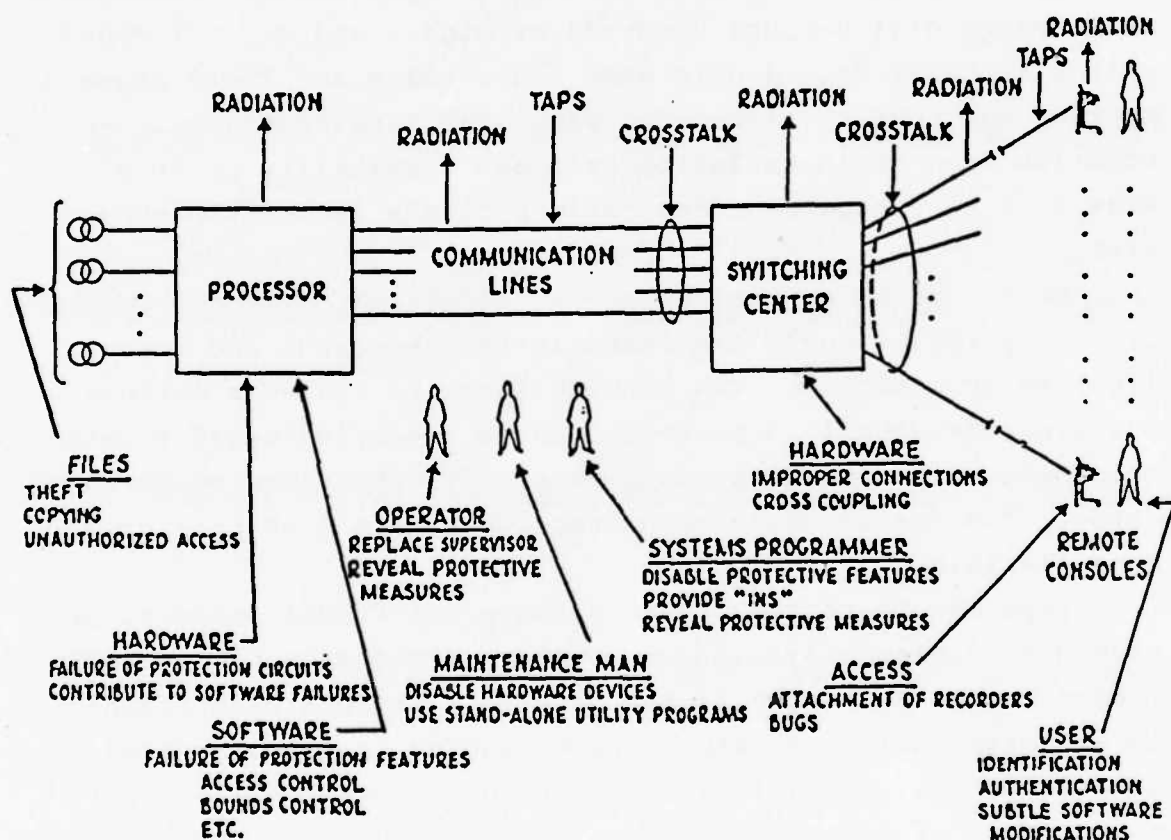 RADIATION
TAPS
RADIATION
RADIATION
RADIATION
TAPS
RADIATION
CROSSTALK
CROSSTALK
PROCESSOR
COMMUNICATION
LINES
SWITCHING
CENTER
FILES
THEFT
COPYING
UNAUTHORIZED ACCESS
HARDWARE
FAILURE OF PROTECTION CIRCUITS
CONTRIBUTE TO SOFTWARE FAILURES
SOFTWARE
FAILURE OF PROTECTION FEATURES
ACCESS CONTROL
BOUNDS CONTROL
ETC.
OPERATOR
REPLACE SUPERVISOR
REVEAL PROTECTIVE
MEASURES
MAINTENANCE MAN
DISABLE HARDWARE DEVICES
USE STAND-ALONE UTILITY PROGRAMS
SYSTEMS PROGRAMMER
DISABLE PROTECTIVE FEATURES
PROVIDE "INS"
REVEAL PROTECTIVE MEASURES
HARDWARE
IMPROPER CONNECTIONS
CROSS COUPLING
ACCESS
ATTACHMENT OF RECORDERS
BUGS
REMOTE
CONSOLES
USER
IDENTIFICATION
AUTHENTICATION
SUBTLE SOFTWARE
MODIFICATIONS